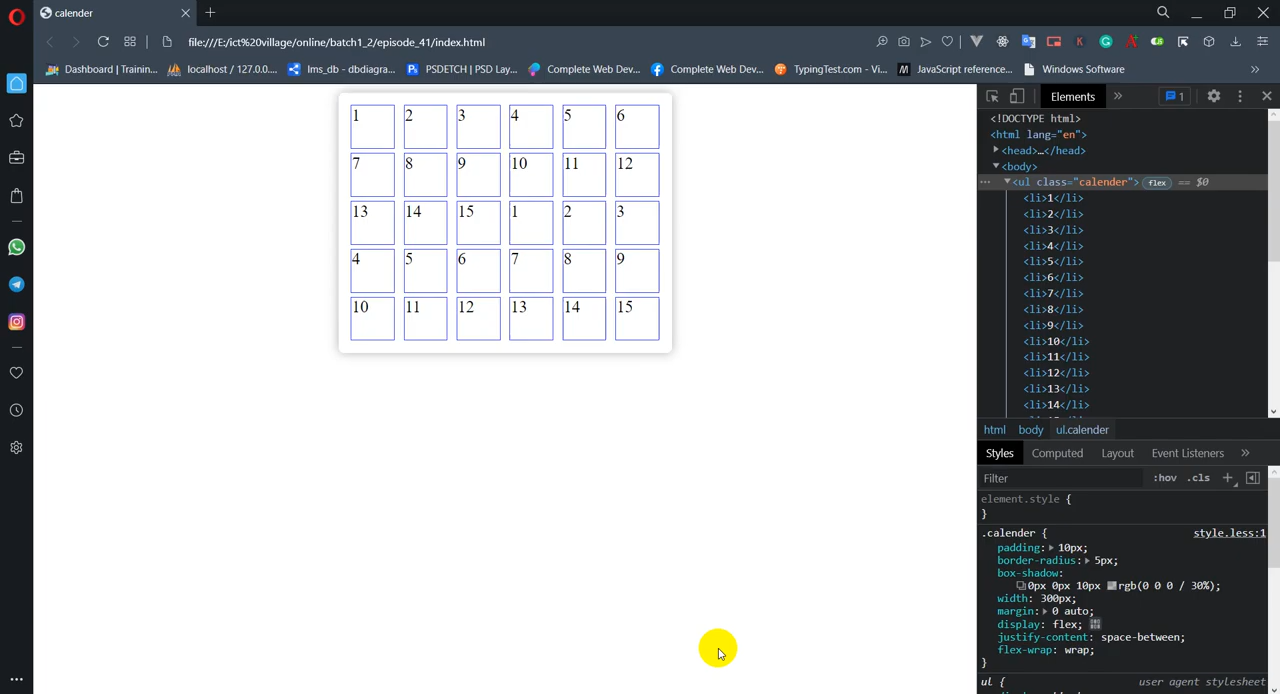 calender
file:///E:/ict%20village/online/batch1_2/episode_41/index.html
Dashboard | Trainin... localhost / 127.0.0.... lms_db - dbdiagra... PSDETCH | PSD Lay... Complete Web Dev... Complete Web Dev... TypingTest.com - Vi... JavaScript reference... Windows Software
1 2 3 4 5 6
7 8 9 10 11 12
13 14 15 1 2 3
4 5 6 7 8 9
10 11 12 13 14 15
Elements » 1
<!DOCTYPE html>
<html lang="en">
<head>…</head>
<body>
<ul class="calender"> flex == $0
<li>1</li>
<li>2</li>
<li>3</li>
<li>4</li>
<li>5</li>
<li>6</li>
<li>7</li>
<li>8</li>
<li>9</li>
<li>10</li>
<li>11</li>
<li>12</li>
<li>13</li>
<li>14</li>
html body ul.calender
Styles Computed Layout Event Listeners »
Filter :hov .cls
element.style {
}
.calender { style.less:1
padding: 10px;
border-radius: 5px;
box-shadow:
0px 0px 10px rgb(0 0 0 / 30%);
width: 300px;
margin: 0 auto;
display: flex;
justify-content: space-between;
flex-wrap: wrap;
}
ul { user agent stylesheet